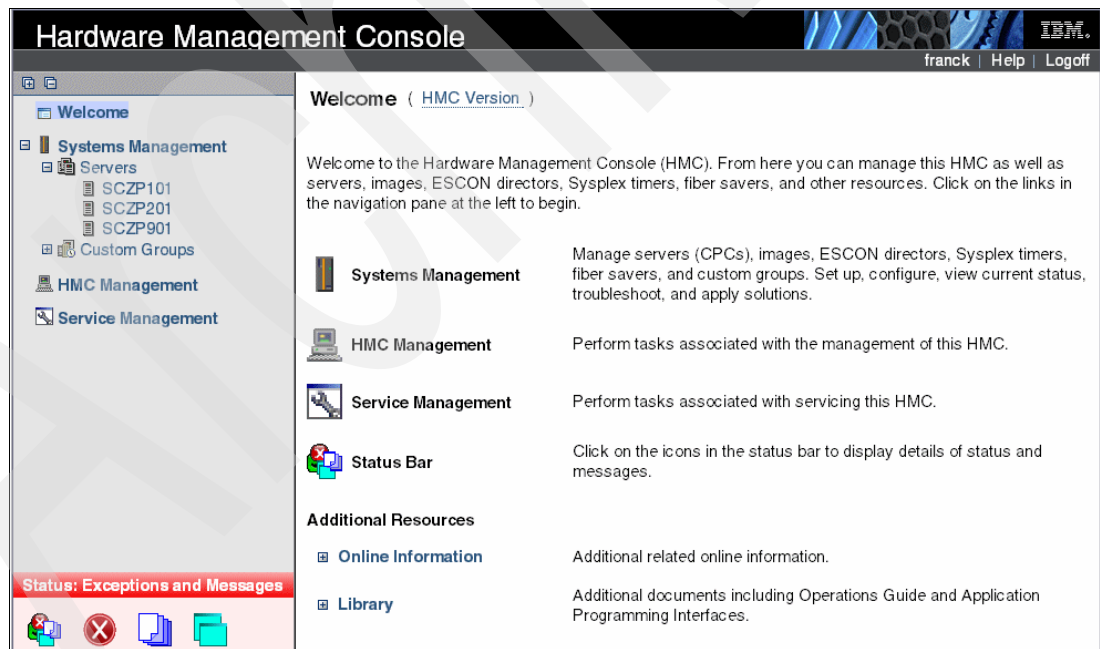 Hardware Management Console
IBM.
franck | Help | Logoff
Welcome
Systems Management
Servers
SCZP101
SCZP201
SCZP901
Custom Groups
HMC Management
Service Management
Status: Exceptions and Messages
Welcome ( HMC Version )
Welcome to the Hardware Management Console (HMC). From here you can manage this HMC as well as
servers, images, ESCON directors, Sysplex timers, fiber savers, and other resources. Click on the links in
the navigation pane at the left to begin.
Systems Management
Manage servers (CPCs), images, ESCON directors, Sysplex timers,
fiber savers, and custom groups. Set up, configure, view current status,
troubleshoot, and apply solutions.
HMC Management
Perform tasks associated with the management of this HMC.
Service Management
Perform tasks associated with servicing this HMC.
Status Bar
Click on the icons in the status bar to display details of status and
messages.
Additional Resources
Online Information
Additional related online information.
Library
Additional documents including Operations Guide and Application
Programming Interfaces.